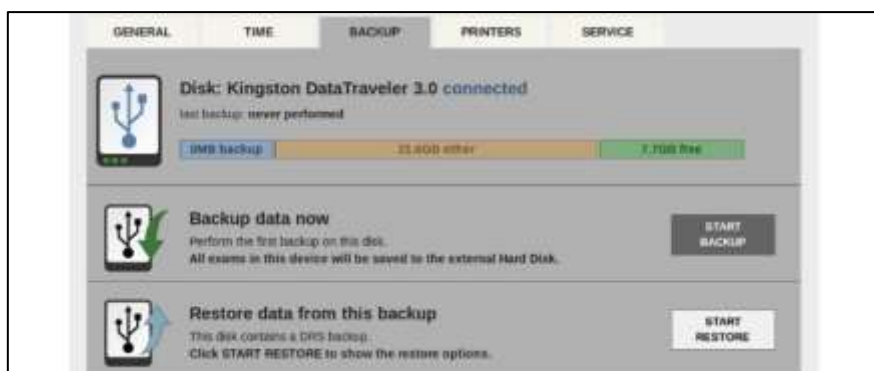 GENERAL TIME BACKUP PRINTERS SERVICE
Disk: Kingston DataTraveler 3.0 connected
last backup: never performed
0MB backup other 7.7GB free
Backup data now
Perform the first backup on this disk.
All exams in this device will be saved to the external Hard Disk.
START
BACKUP
Restore data from this backup
This disk contains a DRS backup.
Click START RESTORE to show the restore options.
START
RESTORE